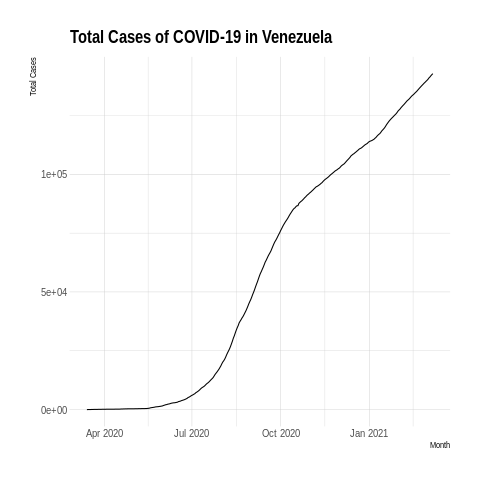 Total Cases of COVID-19 in Venezuela
Total Cases
1e+05
5e+04
0e+00
Apr 2020 Jul 2020 Oct 2020 Jan 2021
Month